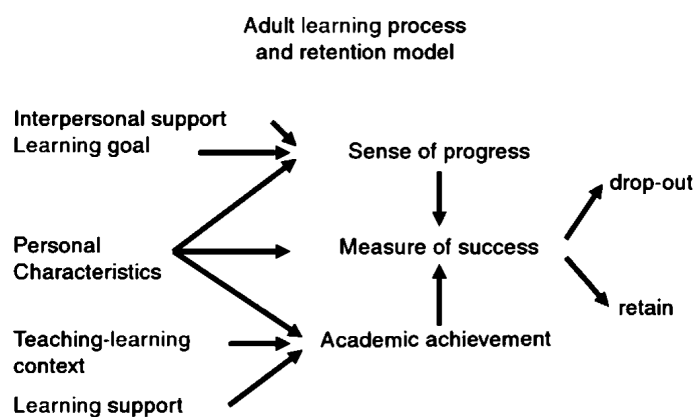 Adult learning process
and retention model
Interpersonal support
Learning goal
Sense of progress
drop-out
Personal
Characteristics
Measure of success
retain
Teaching-learning
context
Academic achievement
Learning support